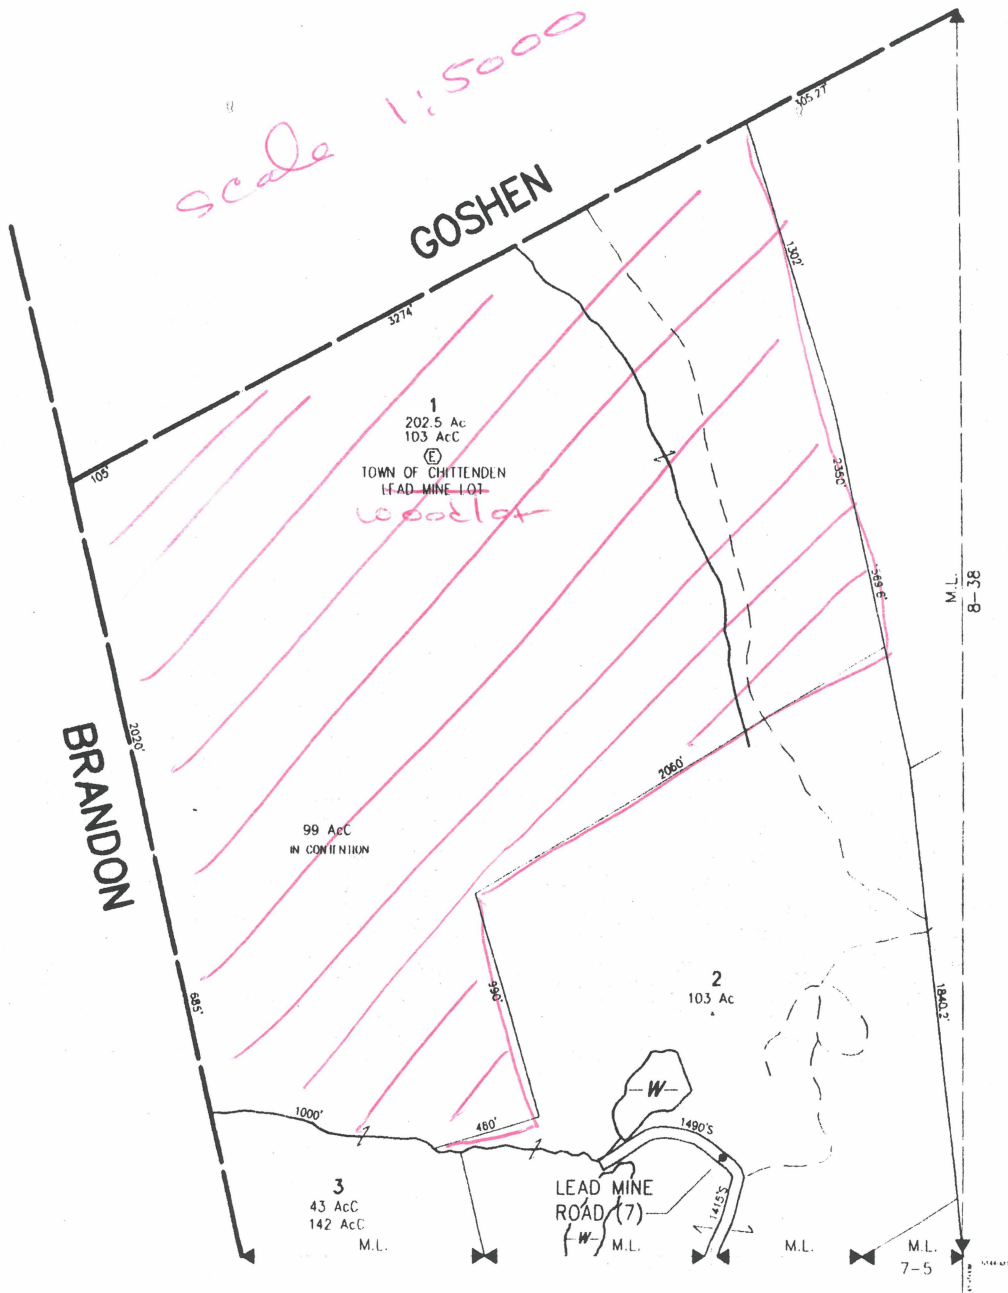 scale 1:5000
305.27'
GOSHEN
1302'
3274'
1
202.5 Ac
103 AcC
E
TOWN OF CHITTENDEN
LEAD MINE LOT
woodlot
105'
2350'
M.L.
8-38
2020'
BRANDON
2060'
99 AcC
IN CONTENTION
2
103 Ac
990'
685'
1840.2'
W
1000'
460'
1490'S
LEAD MINE
ROAD (7)
1415'S
3
43 AcC
142 AcC
W
M.L.
M.L.
M.L.
M.L.
7-5